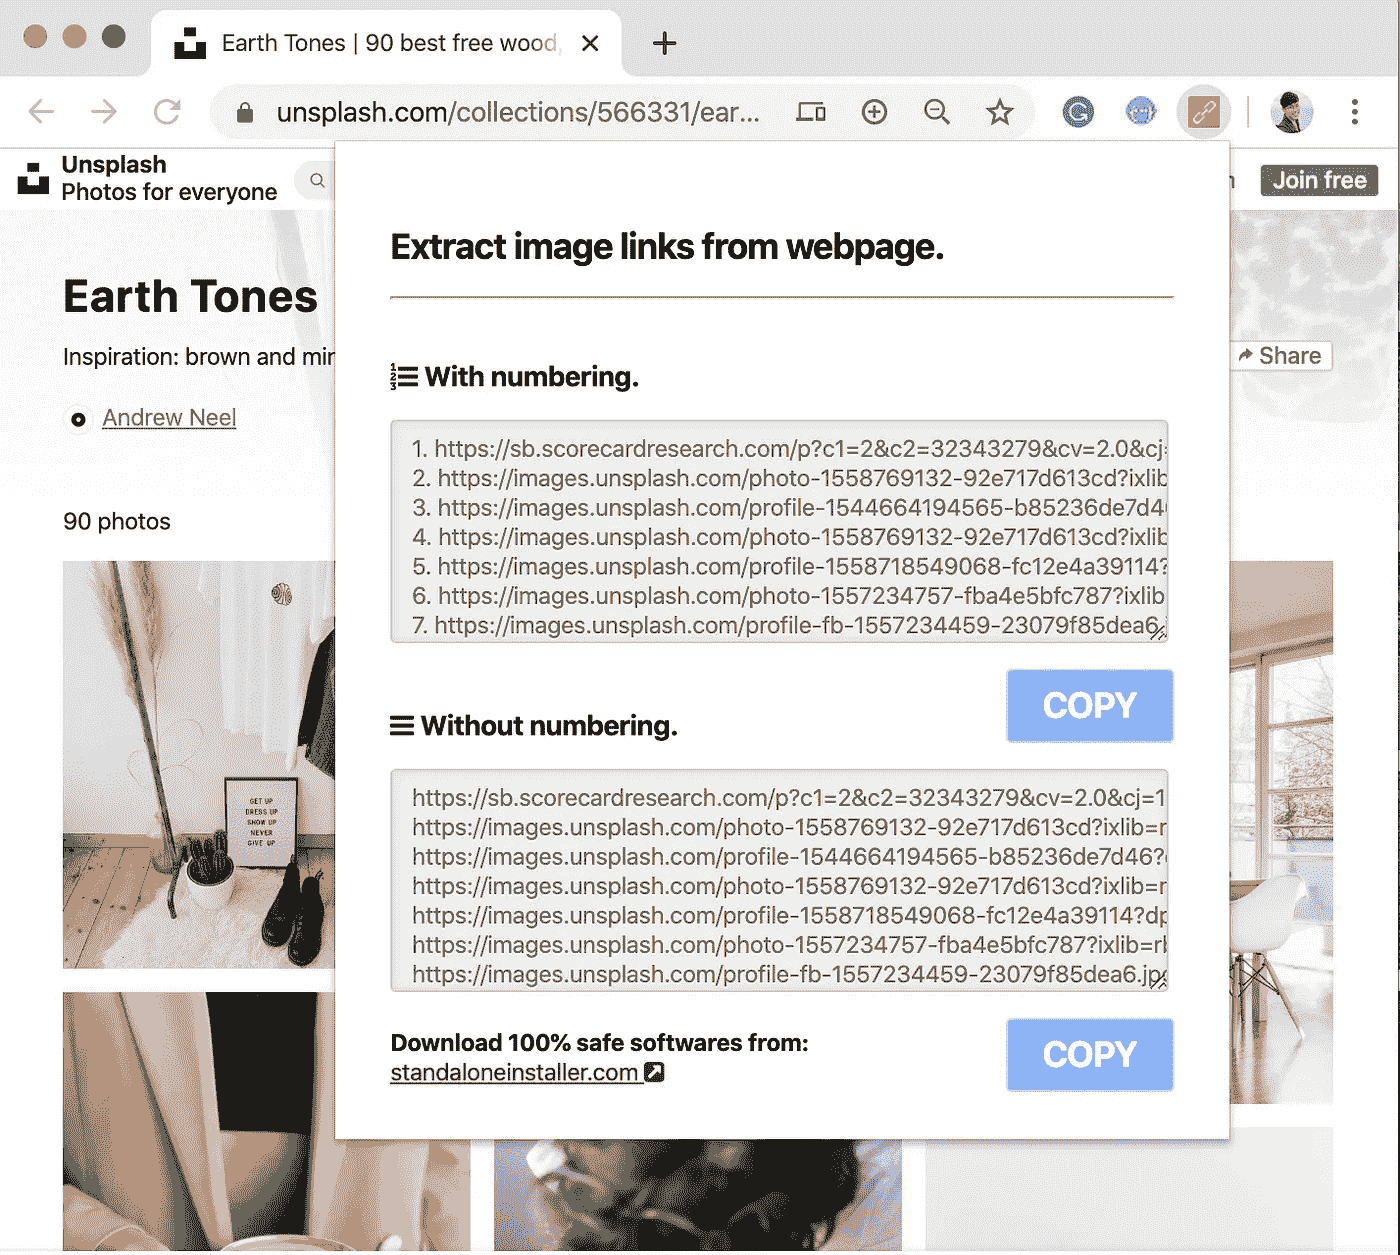 Earth Tones | 90 best free wood,
unsplash.com/collections/566331/ear...
Unsplash
Photos for everyone
Join free
Extract image links from webpage.
Earth Tones
Inspiration: brown and
Share
With numbering.
Andrew Neel
1. https://sb.scorecardresearch.com/p?c1=2&c2=32343279&cv=2.0&cj=
2. https://images.unsplash.com/photo-1558769132-92e717d613cd?ixlib
3. https://images.unsplash.com/profile-1544664194565-b85236de7d4
4. https://images.unsplash.com/photo-1558769132-92e717d613cd?ixlib
5. https://images.unsplash.com/profile-1558718549068-fc12e4a39114?
6. https://images.unsplash.com/photo-1557234757-fba4e5bfc787?ixlib
7. https://images.unsplash.com/profile-fb-1557234459-23079f85dea6.
90 photos
COPY
Without numbering.
https://sb.scorecardresearch.com/p?c1=2&c2=32343279&cv=2.0&cj=1
https://images.unsplash.com/photo-1558769132-92e717d613cd?ixlib=r
https://images.unsplash.com/profile-1544664194565-b85236de7d46?
https://images.unsplash.com/photo-1558769132-92e717d613cd?ixlib=r
https://images.unsplash.com/profile-1558718549068-fc12e4a39114?dp
https://images.unsplash.com/photo-1557234757-fba4e5bfc787?ixlib=r
https://images.unsplash.com/profile-fb-1557234459-23079f85dea6.jp
GET UP
DRESS UP
SHOW UP
NEVER
GIVE UP
Download 100% safe softwares from:
standaloneinstaller.com
COPY